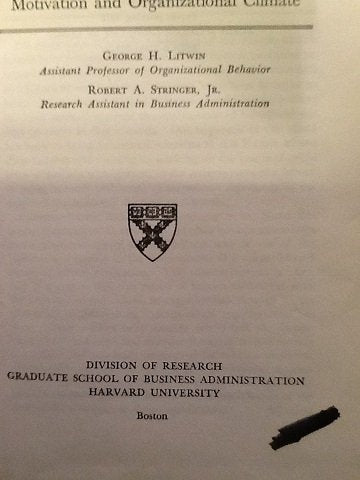 Motivation and Organizational Climate
GEORGE H. LITWIN
Assistant Professor of Organizational Behavior
ROBERT A. STRINGER, JR.
Research Assistant in Business Administration
DIVISION OF RESEARCH
GRADUATE SCHOOL OF BUSINESS ADMINISTRATION
HARVARD UNIVERSITY
Boston